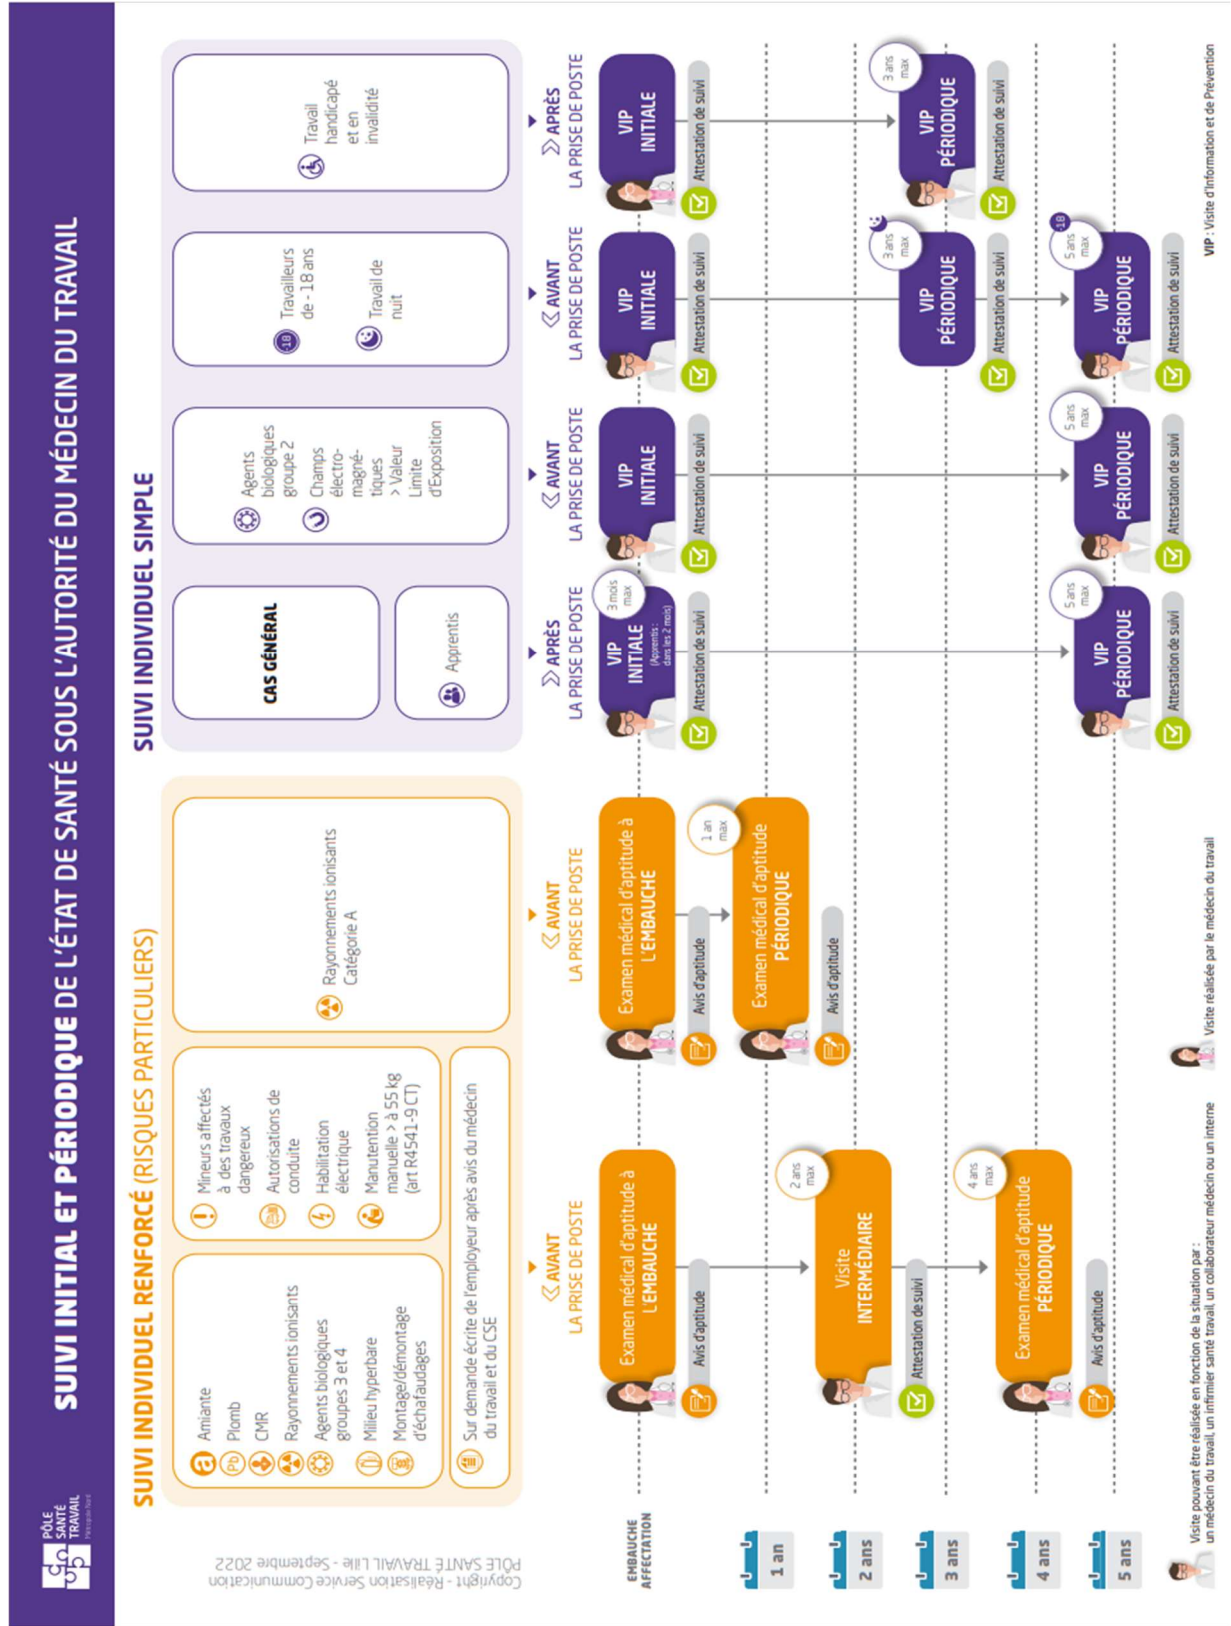 PÔLE
SANTÉ
TRAVAIL
Métropole Nord
SUIVI INITIAL ET PÉRIODIQUE DE L'ÉTAT DE SANTÉ SOUS L'AUTORITÉ DU MÉDECIN DU TRAVAIL
SUIVI INDIVIDUEL RENFORCÉ (RISQUES PARTICULIERS)
a Amiante
Pb Plomb
CMR
Rayonnements ionisants
Agents biologiques
groupes 3 et 4
Milieu hyperbare
Montage/démontage
d'échafaudages
! Mineurs affectés
à des travaux
dangereux
Autorisations de
conduite
Habilitation
électrique
Manutention
manuelle > à 55 kg
(art R4541-9 CT)
Sur demande écrite de l'employeur après avis du médecin
du travail et du CSE
Rayonnements ionisants
Catégorie A
SUIVI INDIVIDUEL SIMPLE
CAS GÉNÉRAL
Apprentis
Agents
biologiques
groupe 2
Champs
électro-
magné-
tiques
> Valeur
Limite
d'Exposition
-18 Travailleurs
de - 18 ans
Travail de
nuit
Travail
handicapé
et en
invalidité
Copyright - Réalisation Service Communication
PÔLE SANTÉ TRAVAIL Lille - Septembre 2022
AVANT
LA PRISE DE POSTE
AVANT
LA PRISE DE POSTE
APRÈS
LA PRISE DE POSTE
AVANT
LA PRISE DE POSTE
AVANT
LA PRISE DE POSTE
APRÈS
LA PRISE DE POSTE
EMBAUCHE
AFFECTATION
Examen médical d'aptitude à
L'EMBAUCHE
Avis d'aptitude
Examen médical d'aptitude à
L'EMBAUCHE
Avis d'aptitude
VIP
INITIALE
(Apprentis :
dans les 2 mois)
3 mois
max
Attestation de suivi
VIP
INITIALE
Attestation de suivi
VIP
INITIALE
Attestation de suivi
VIP
INITIALE
Attestation de suivi
1 an
Examen médical d'aptitude
PÉRIODIQUE
1 an
max
Avis d'aptitude
2 ans
Visite
INTERMÉDIAIRE
2 ans
max
Attestation de suivi
3 ans
VIP
PÉRIODIQUE
3 ans
max
Attestation de suivi
VIP
PÉRIODIQUE
3 ans
max
Attestation de suivi
4 ans
Examen médical d'aptitude
PÉRIODIQUE
4 ans
max
Avis d'aptitude
5 ans
VIP
PÉRIODIQUE
5 ans
max
Attestation de suivi
VIP
PÉRIODIQUE
5 ans
max
Attestation de suivi
VIP
PÉRIODIQUE
5 ans
max
-18
Attestation de suivi
Visite pouvant être réalisée en fonction de la situation par :
un médecin du travail, un infirmier santé travail, un collaborateur médecin ou un interne
Visite réalisée par le médecin du travail
VIP : Visite d'Information et de Prévention